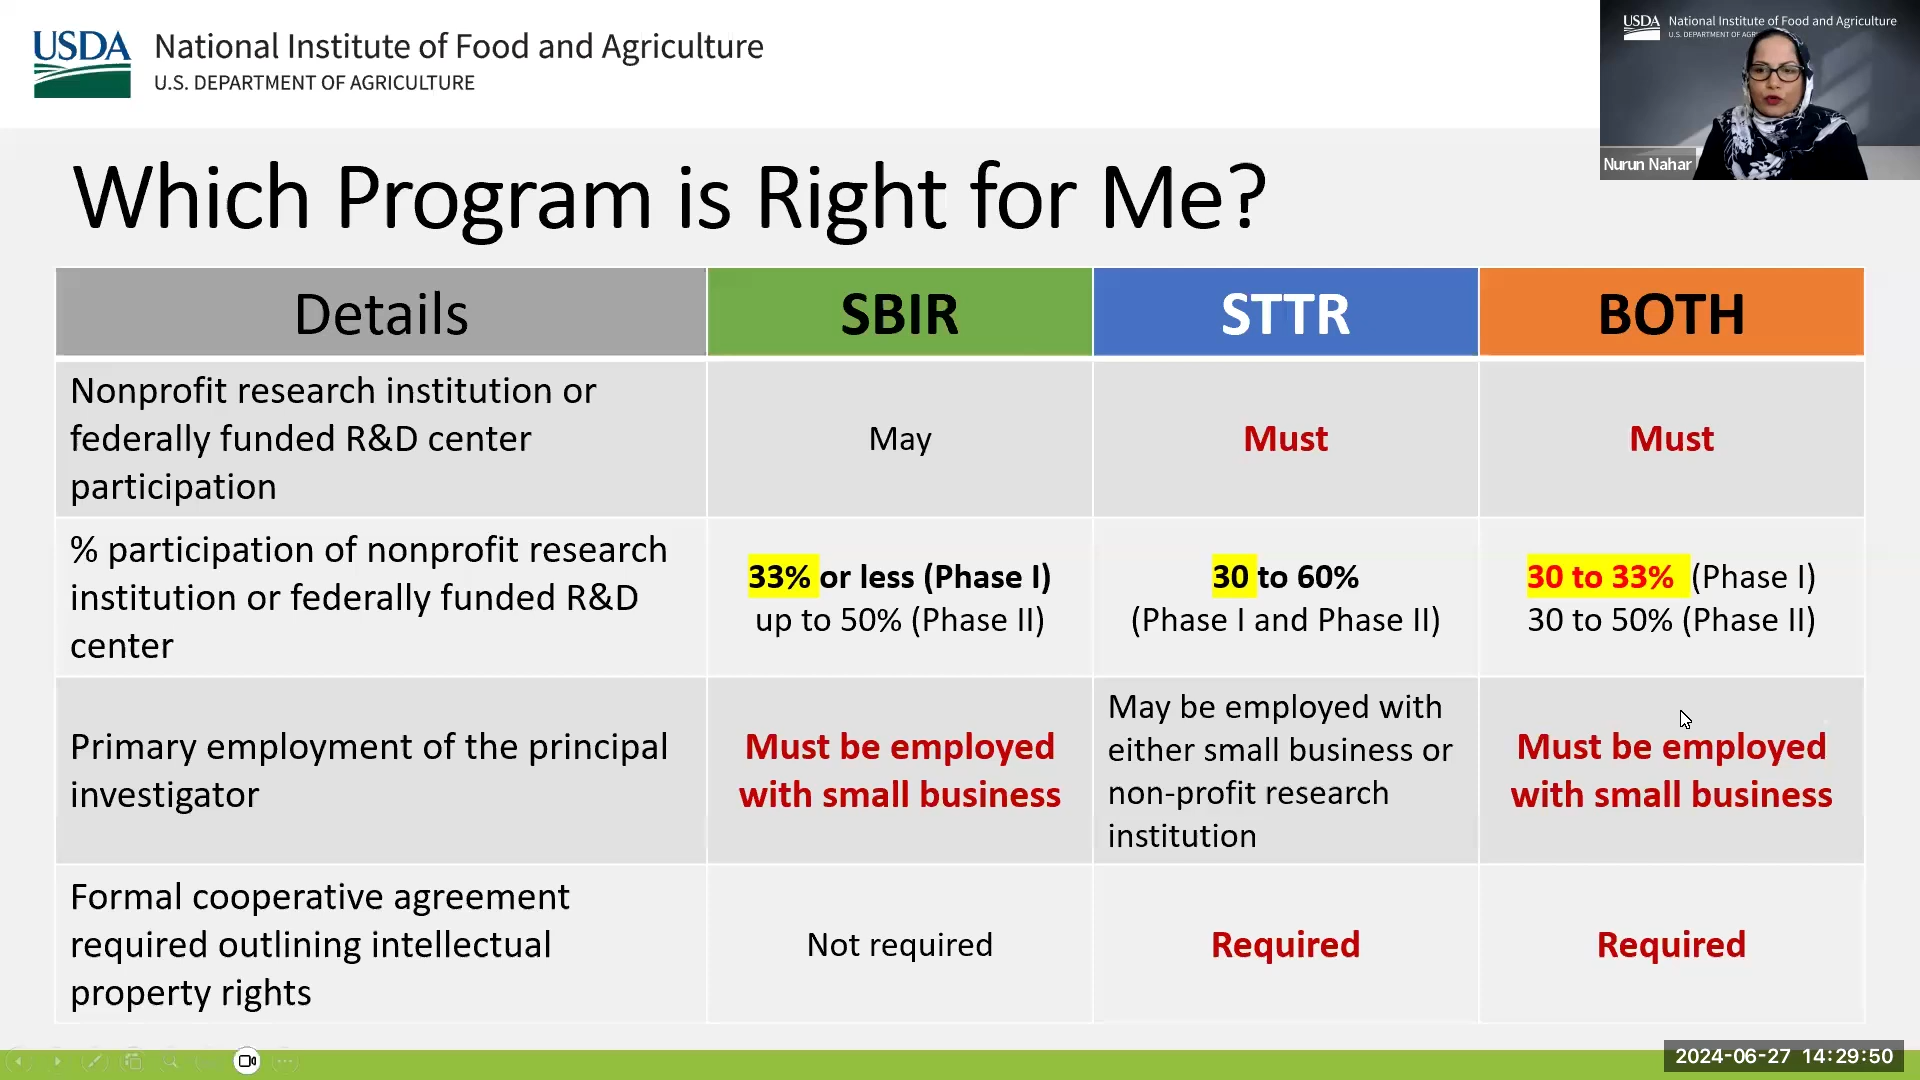 USDA National Institute of Food and Agriculture
U.S. DEPARTMENT OF AGRICULTURE
USDA National Institute of Food and Agriculture
U.S. DEPARTMENT OF AGR
Nurun Nahar
Which Program is Right for Me?
Details SBIR STTR BOTH
Nonprofit research institution or
federally funded R&D center
participation
May
Must
Must
% participation of nonprofit research
institution or federally funded R&D
center
33% or less (Phase I)
up to 50% (Phase II)
30 to 60%
(Phase I and Phase II)
30 to 33% (Phase I)
30 to 50% (Phase II)
Primary employment of the principal
investigator
Must be employed
with small business
May be employed with
either small business or
non-profit research
institution
Must be employed
with small business
Formal cooperative agreement
required outlining intellectual
property rights
Not required
Required
Required
2024-06-27 14:29:50